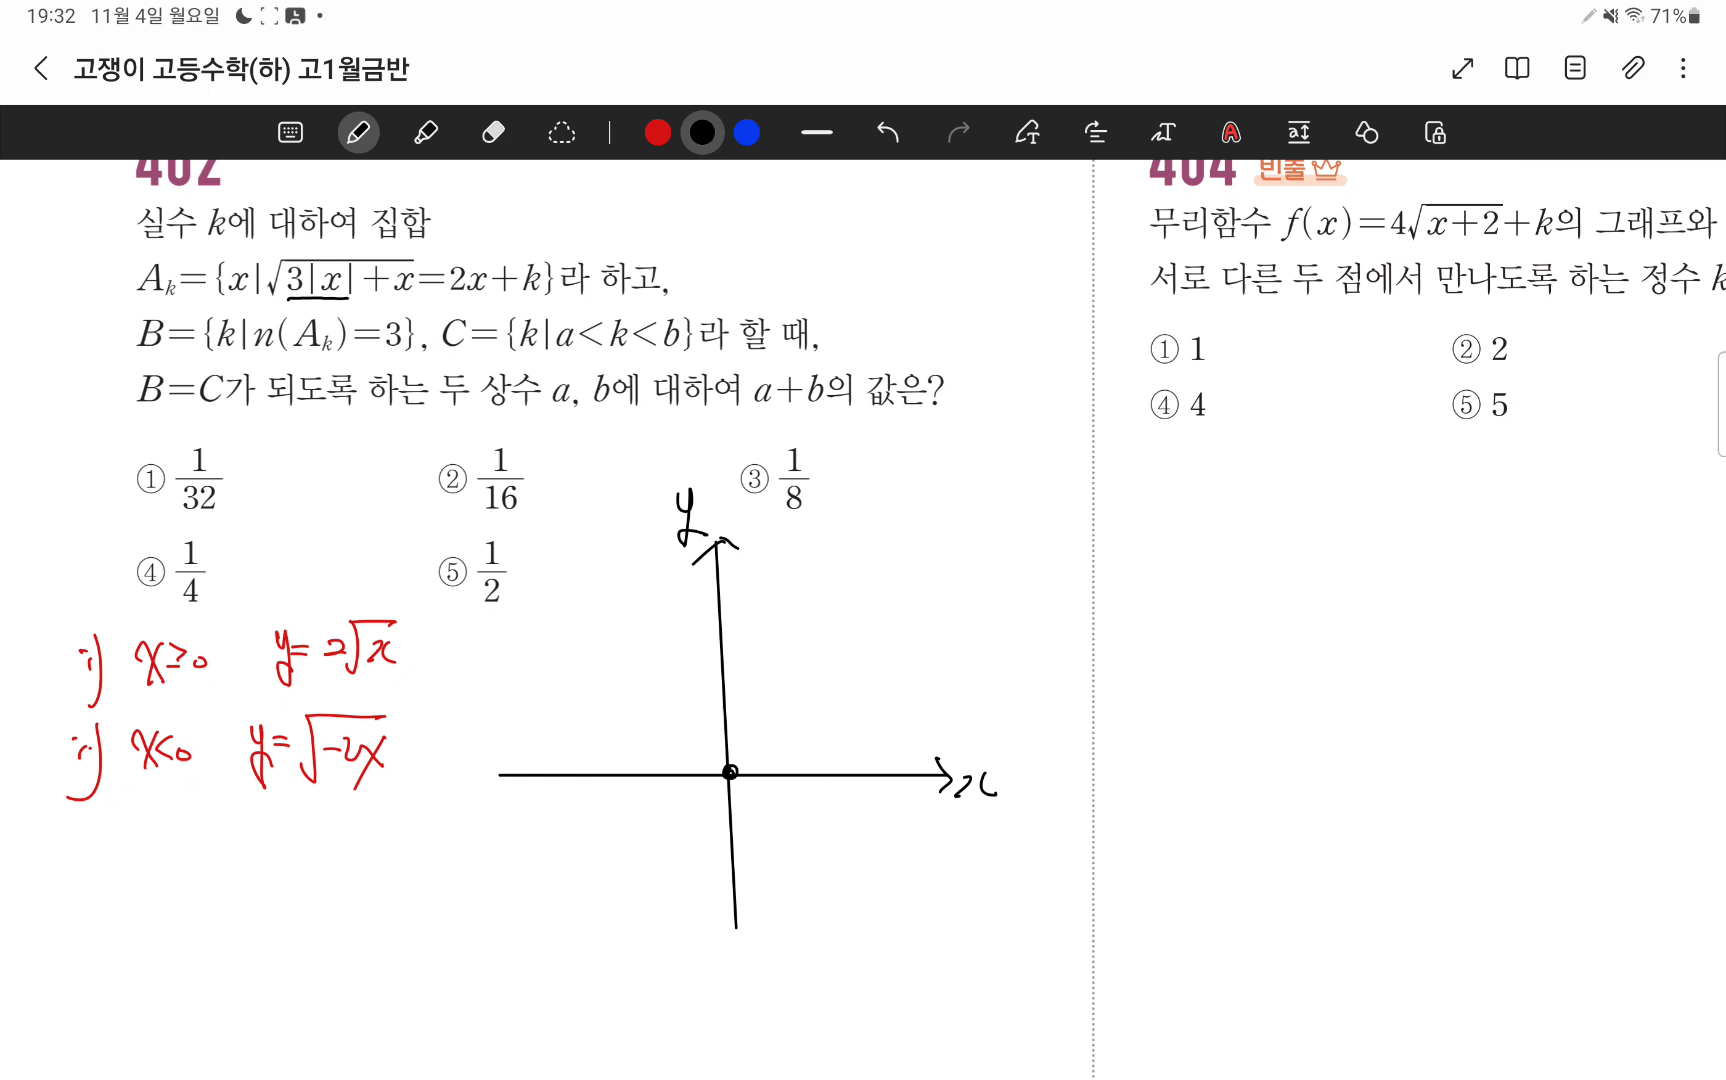 19:32 11월 4일 월요일
71%
고쟁이 고등수학(하) 고1월금반
402
실수 k에 대하여 집합
A_k={x|√(3|x|+x)=2x+k}라 하고,
B={k|n(A_k)=3}, C={k|a<k<b}라 할 때,
B=C가 되도록 하는 두 상수 a, b에 대하여 a+b의 값은?
① 1/32 ② 1/16 ③ 1/8
④ 1/4 ⑤ 1/2
i) x≥0 y=2√x
ii) x<0 y=√(-2x)
y
x
404 빈출
무리함수 f(x)=4√(x+2)+k의 그래프와
서로 다른 두 점에서 만나도록 하는 정수 k
① 1 ② 2
④ 4 ⑤ 5